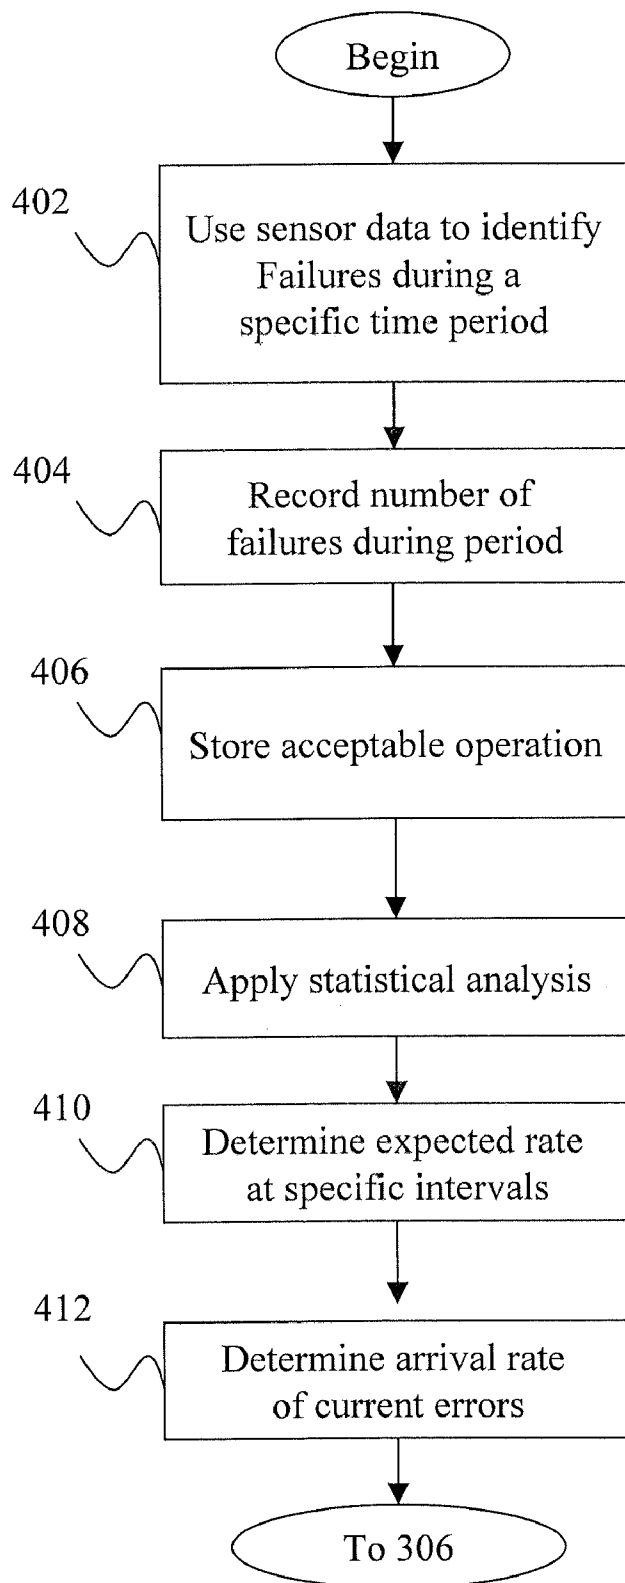 Begin
402
Use sensor data to identify
Failures during a
specific time period
404
Record number of
failures during period
406
Store acceptable operation
408
Apply statistical analysis
410
Determine expected rate
at specific intervals
412
Determine arrival rate
of current errors
To 306